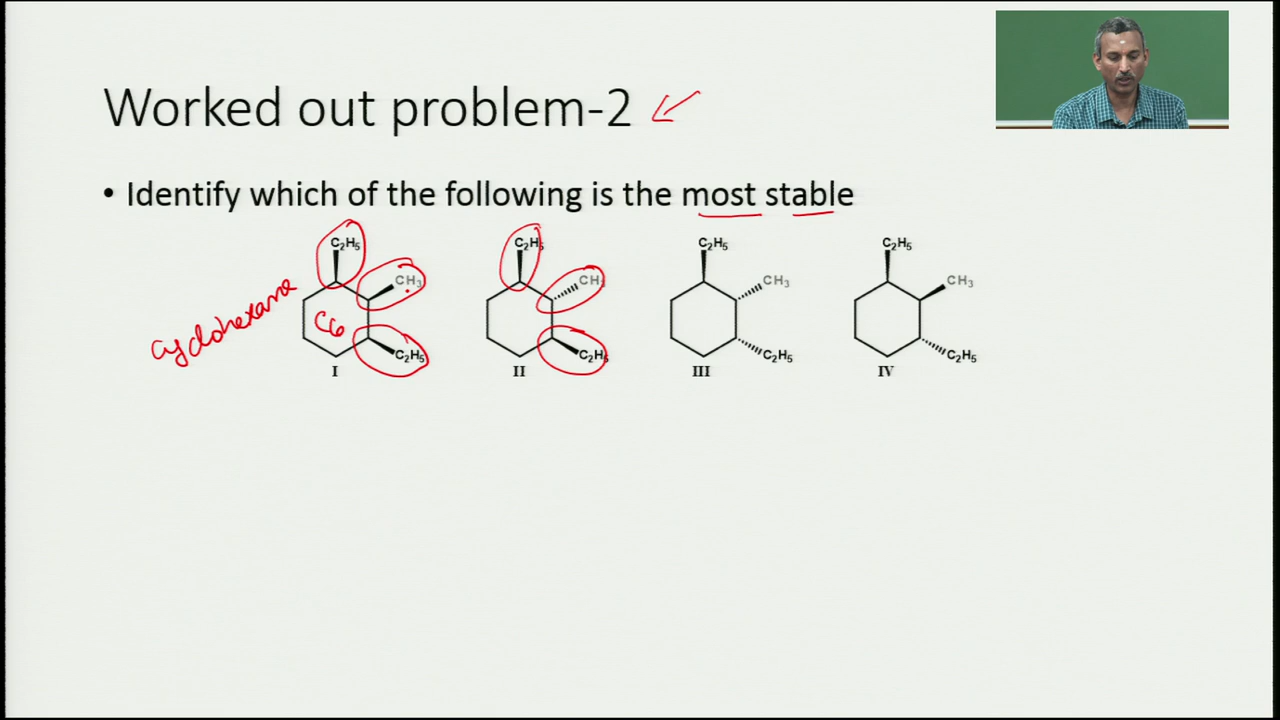 Worked out problem-2
• Identify which of the following is the most stable
C₂H₅ C₂H₅ C₂H₅ C₂H₅
CH₃ CH₃ CH₃ CH₃
cyclohexane C6
C₂H₅ C₂H₅ C₂H₅ C₂H₅
I II III IV